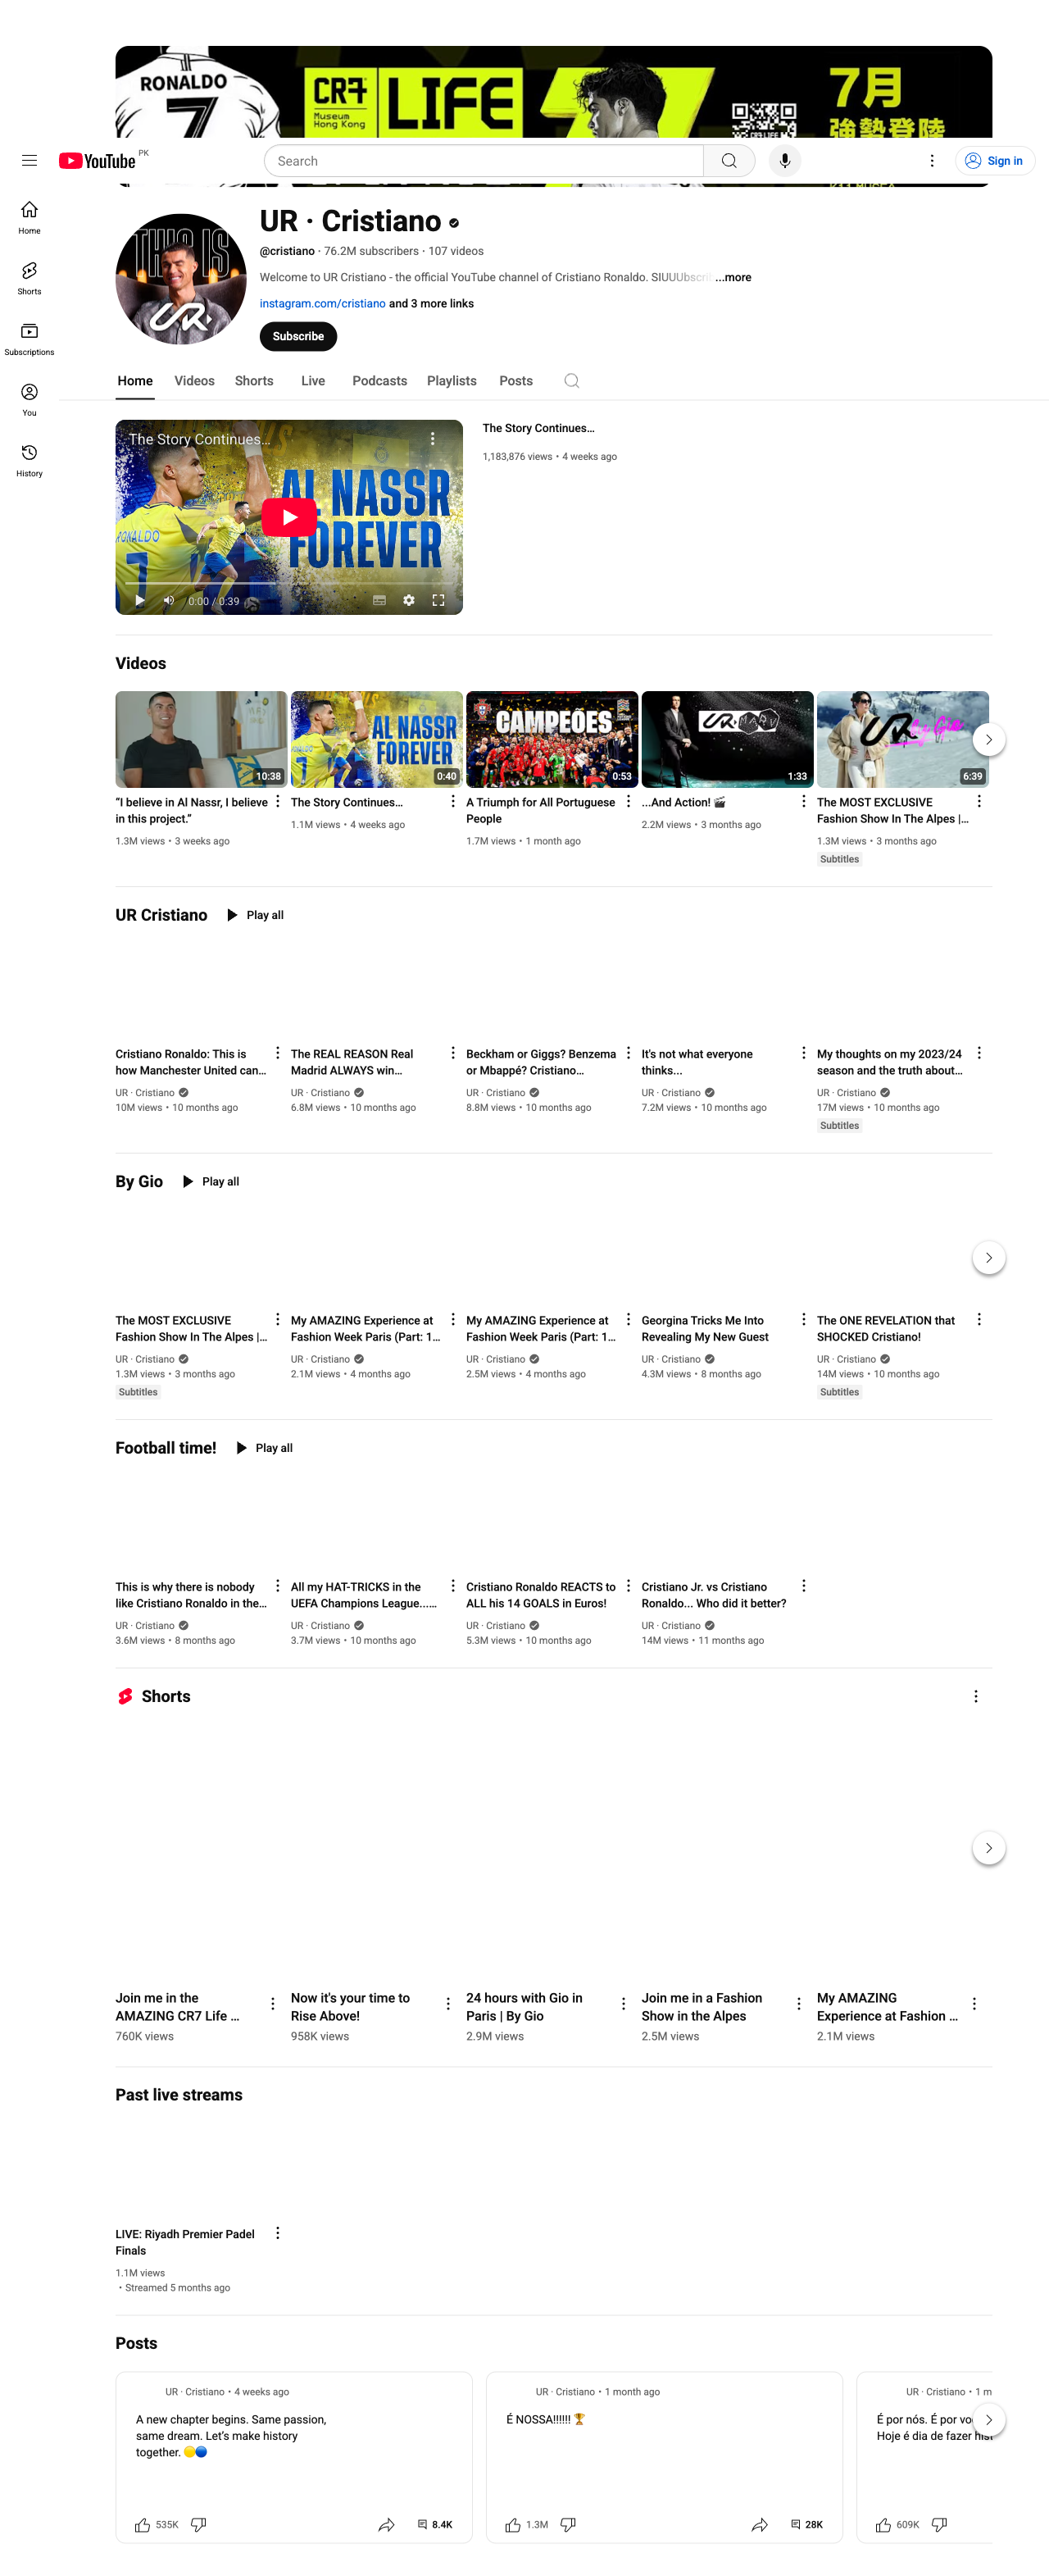 RONALDO
7
CR7
Museum
Hong Kong
LIFE
7月
強勢登陸
YouTube PK
Search
Sign in
Home
Shorts
Subscriptions
You
History
THIS IS
UR
UR · Cristiano
@cristiano · 76.2M subscribers · 107 videos
Welcome to UR Cristiano - the official YouTube channel of Cristiano Ronaldo. SIUUUbscri ...more
instagram.com/cristiano and 3 more links
Subscribe
Home Videos Shorts Live Podcasts Playlists Posts
The Story Continues…
AL NASSR
FOREVER
RONALDO
7
0:00 / 0:39
The Story Continues…
1,183,876 views • 4 weeks ago
Videos
10:38
“I believe in Al Nassr, I believe
in this project.”
1.3M views • 3 weeks ago
AL NASSR
FOREVER
0:40
The Story Continues…
1.1M views • 4 weeks ago
CAMPEÕES
0:53
A Triumph for All Portuguese
People
1.7M views • 1 month ago
UR·MARV
1:33
...And Action! 🎬
2.2M views • 3 months ago
UR By Gio
6:39
The MOST EXCLUSIVE
Fashion Show In The Alpes |…
1.3M views • 3 months ago
Subtitles
UR Cristiano Play all
Cristiano Ronaldo: This is
how Manchester United can…
UR · Cristiano
10M views • 10 months ago
The REAL REASON Real
Madrid ALWAYS win…
UR · Cristiano
6.8M views • 10 months ago
Beckham or Giggs? Benzema
or Mbappé? Cristiano…
UR · Cristiano
8.8M views • 10 months ago
It's not what everyone
thinks...
UR · Cristiano
7.2M views • 10 months ago
My thoughts on my 2023/24
season and the truth about…
UR · Cristiano
17M views • 10 months ago
Subtitles
By Gio Play all
The MOST EXCLUSIVE
Fashion Show In The Alpes |…
UR · Cristiano
1.3M views • 3 months ago
Subtitles
My AMAZING Experience at
Fashion Week Paris (Part: 1…
UR · Cristiano
2.1M views • 4 months ago
My AMAZING Experience at
Fashion Week Paris (Part: 1…
UR · Cristiano
2.5M views • 4 months ago
Georgina Tricks Me Into
Revealing My New Guest
UR · Cristiano
4.3M views • 8 months ago
The ONE REVELATION that
SHOCKED Cristiano!
UR · Cristiano
14M views • 10 months ago
Subtitles
Football time! Play all
This is why there is nobody
like Cristiano Ronaldo in the…
UR · Cristiano
3.6M views • 8 months ago
All my HAT-TRICKS in the
UEFA Champions League...…
UR · Cristiano
3.7M views • 10 months ago
Cristiano Ronaldo REACTS to
ALL his 14 GOALS in Euros!
UR · Cristiano
5.3M views • 10 months ago
Cristiano Jr. vs Cristiano
Ronaldo... Who did it better?
UR · Cristiano
14M views • 11 months ago
Shorts
Join me in the
AMAZING CR7 Life …
760K views
Now it's your time to
Rise Above!
958K views
24 hours with Gio in
Paris | By Gio
2.9M views
Join me in a Fashion
Show in the Alpes
2.5M views
My AMAZING
Experience at Fashion …
2.1M views
Past live streams
LIVE: Riyadh Premier Padel
Finals
1.1M views
• Streamed 5 months ago
Posts
UR · Cristiano • 4 weeks ago
A new chapter begins. Same passion,
same dream. Let’s make history
together. 🟡🔵
535K 8.4K
UR · Cristiano • 1 month ago
É NOSSA!!!!!! 🏆
1.3M 28K
UR · Cristiano • 1 m
É por nós. É por vo
Hoje é dia de fazer hist
609K